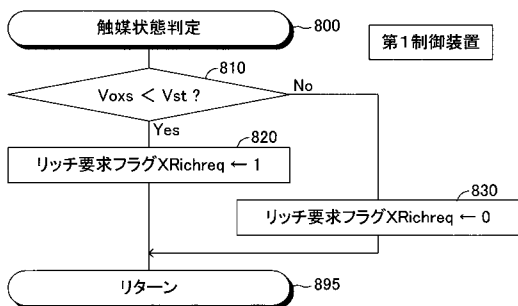 触媒状態判定
800
第1制御装置
810
Voxs < Vst ?
No
Yes
820
リッチ要求フラグXRichreq ← 1
830
リッチ要求フラグXRichreq ← 0
リターン
895